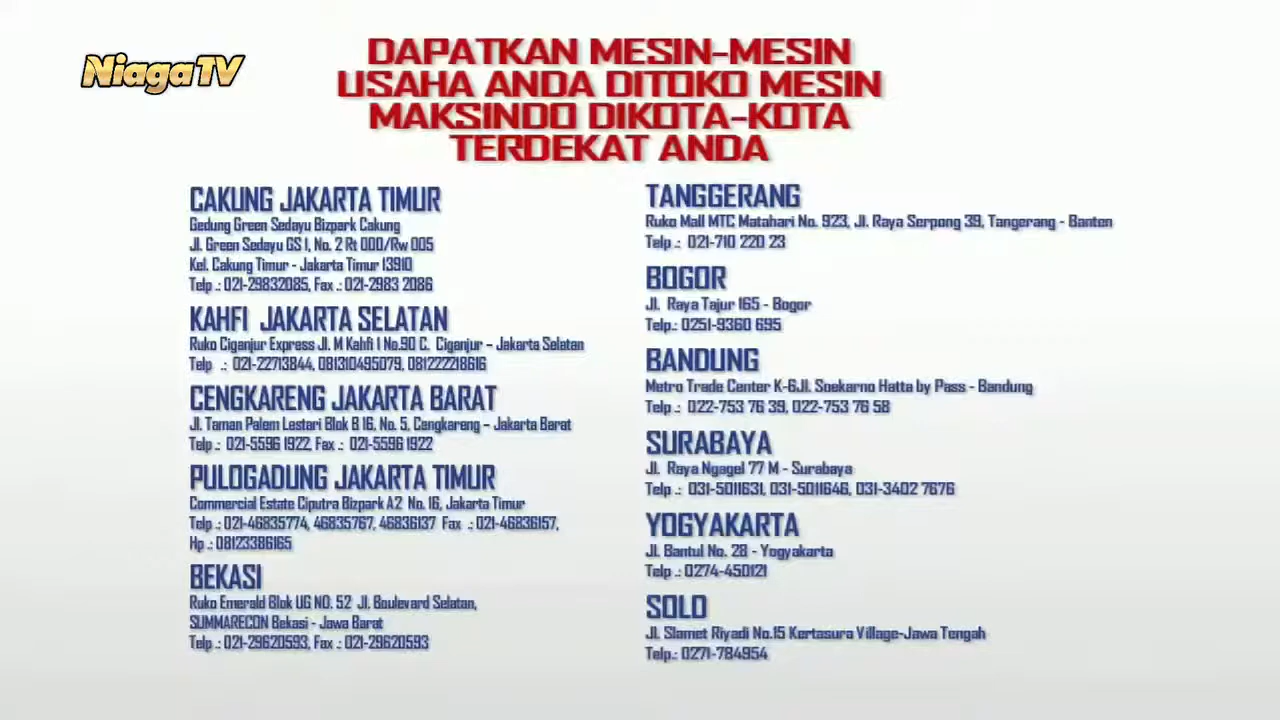 NiagaTV
DAPATKAN MESIN-MESIN
USAHA ANDA DITOKO MESIN
MAKSINDO DIKOTA-KOTA
TERDEKAT ANDA
CAKUNG JAKARTA TIMUR
Gedung Green Sedayu Bizpark Cakung
Jl. Green Sedayu GS 1, No. 2 Rt 000/Rw 005
Kel. Cakung Timur - Jakarta Timur 13910
Telp .: 021-29832085, Fax .: 021-2983 2086
KAHFI JAKARTA SELATAN
Ruko Ciganjur Express Jl. M Kahfi 1 No.90 C. Ciganjur – Jakarta Selatan
Telp .: 021-22713844, 081310495079, 081222218616
CENGKARENG JAKARTA BARAT
Jl. Taman Palem Lestari Blok B 16, No. 5, Cengkareng – Jakarta Barat
Telp .: 021-5596 1922, Fax .: 021-5596 1922
PULOGADUNG JAKARTA TIMUR
Commercial Estate Ciputra Bizpark A2 No. 16, Jakarta Timur
Telp .: 021-46835774, 46835767, 46836137 Fax .: 021-46836157,
Hp .: 08123386165
BEKASI
Ruko Emerald Blok UG NO. 52 Jl. Boulevard Selatan,
SUMMARECON Bekasi - Jawa Barat
Telp .: 021-29620593, Fax .: 021-29620593
TANGGERANG
Ruko Mall MTC Matahari No. 923, Jl. Raya Serpong 39, Tangerang - Banten
Telp .: 021-710 220 23
BOGOR
Jl. Raya Tajur 165 - Bogor
Telp.: 0251-9360 695
BANDUNG
Metro Trade Center K-6Jl. Soekarno Hatta by Pass - Bandung
Telp .: 022-753 76 39, 022-753 76 58
SURABAYA
Jl. Raya Ngagel 77 M - Surabaya
Telp .: 031-5011631, 031-5011646, 031-3402 7676
YOGYAKARTA
Jl. Bantul No. 28 - Yogyakarta
Telp .: 0274-450121
SOLO
Jl. Slamet Riyadi No.15 Kertasura Village-Jawa Tengah
Telp.: 0271-784954